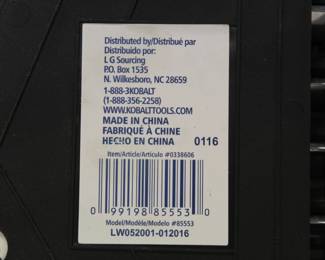 Distributed by/Distribué par
Distribuido por:
L G Sourcing
P.O. Box 1535
N. Wilkesboro, NC 28659
1-888-3KOBALT
(1-888-356-2258)
WWW.KOBALTTOOLS.COM
MADE IN CHINA
FABRIQUÉ À CHINE
HECHO EN CHINA 0116
Item/Article/Artículo #0338606
0 99198 85553 0
Model/Modèle/Modelo #85553
LW052001-012016